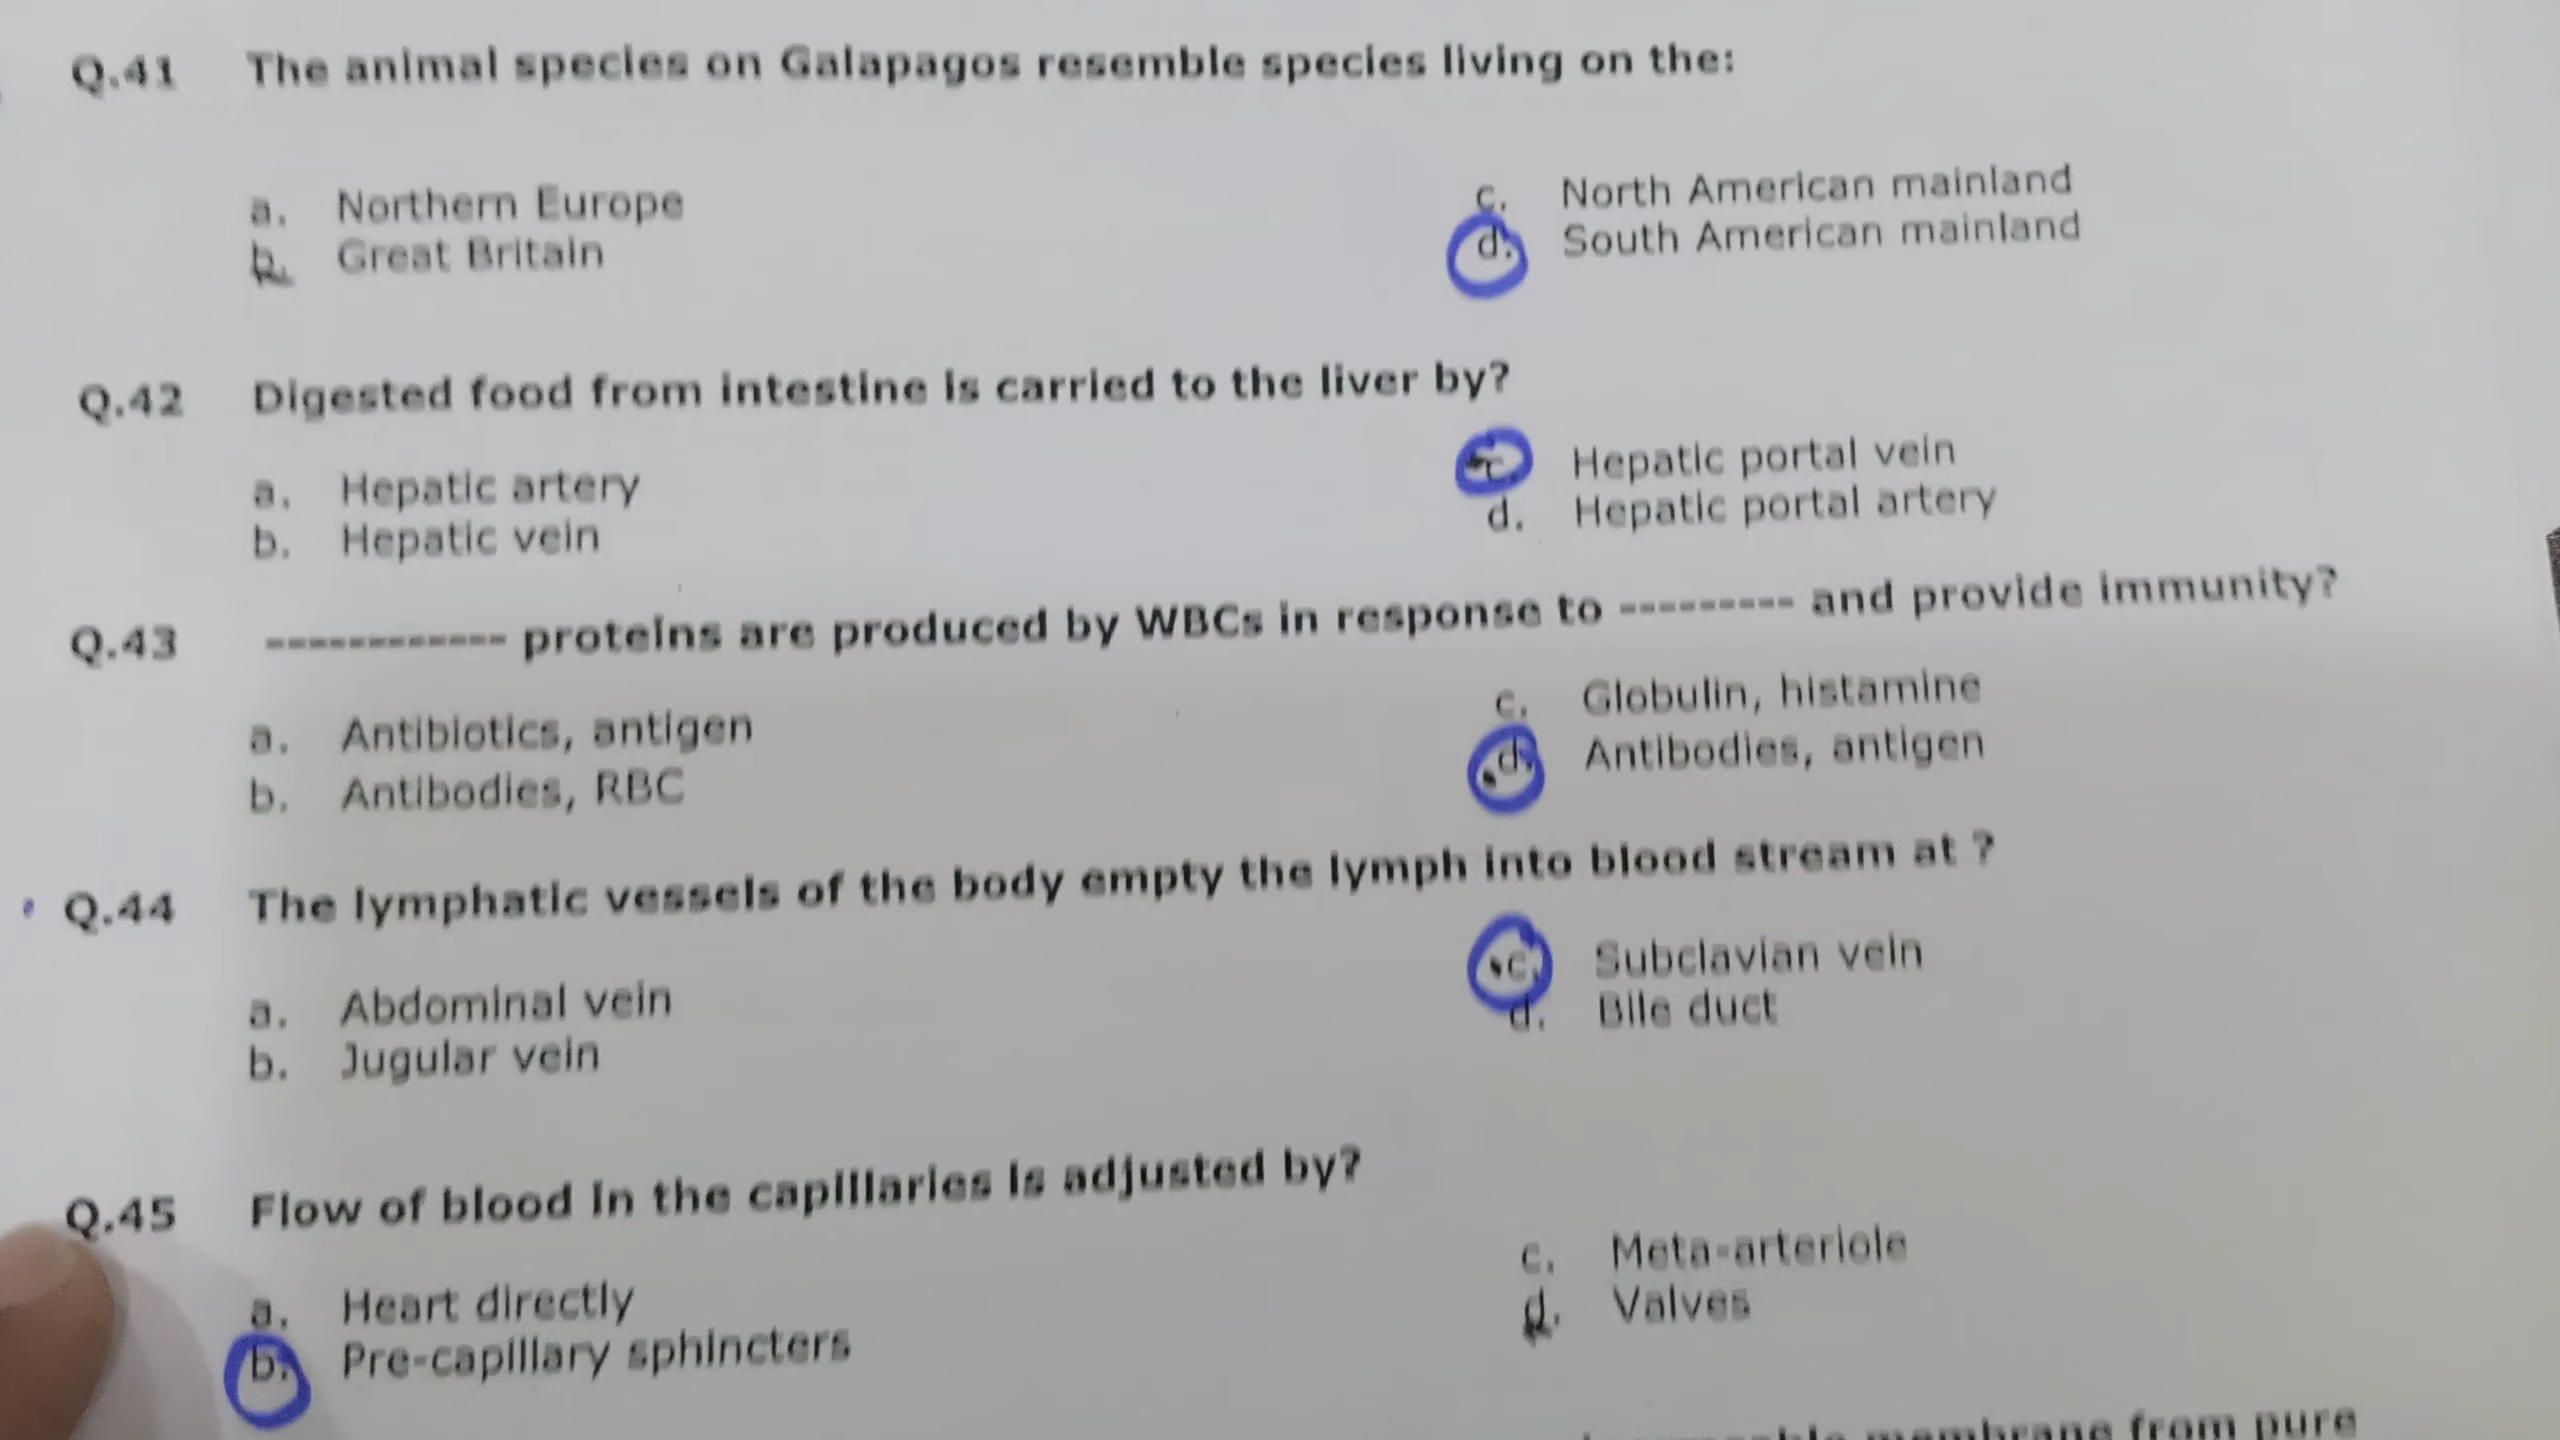 Q.41 The animal species on Galapagos resemble species living on the:
a. Northern Europe
b. Great Britain
c. North American mainland
d. South American mainland
Q.42 Digested food from intestine is carried to the liver by?
a. Hepatic artery
b. Hepatic vein
c. Hepatic portal vein
d. Hepatic portal artery
Q.43 ------------ proteins are produced by WBCs in response to --------- and provide immunity?
a. Antibiotics, antigen
b. Antibodies, RBC
c. Globulin, histamine
d. Antibodies, antigen
Q.44 The lymphatic vessels of the body empty the lymph into blood stream at ?
a. Abdominal vein
b. Jugular vein
c. Subclavian vein
d. Bile duct
Q.45 Flow of blood in the capillaries is adjusted by?
a. Heart directly
b. Pre-capillary sphincters
c. Meta-arteriole
d. Valves
membrane from pure